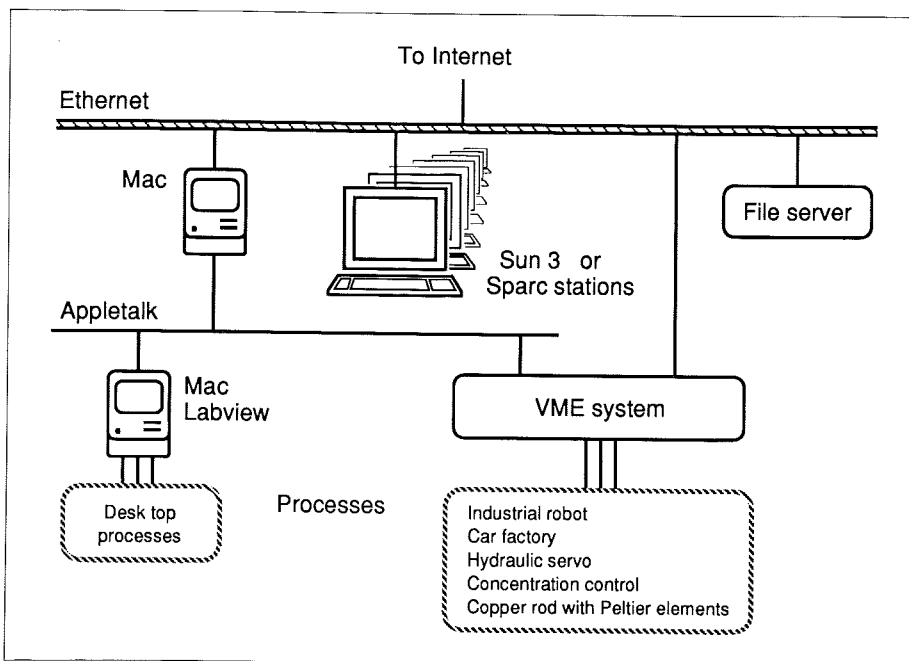 To Internet
Ethernet
Mac
File server
Sun 3 or
Sparc stations
Appletalk
Mac
Labview
VME system
Desk top
processes
Processes
Industrial robot
Car factory
Hydraulic servo
Concentration control
Copper rod with Peltier elements